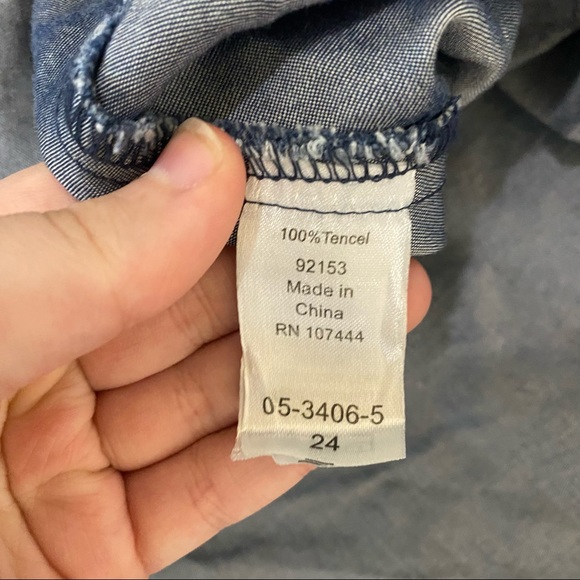 100%Tencel
92153
Made in
China
RN 107444
05-3406-5
24